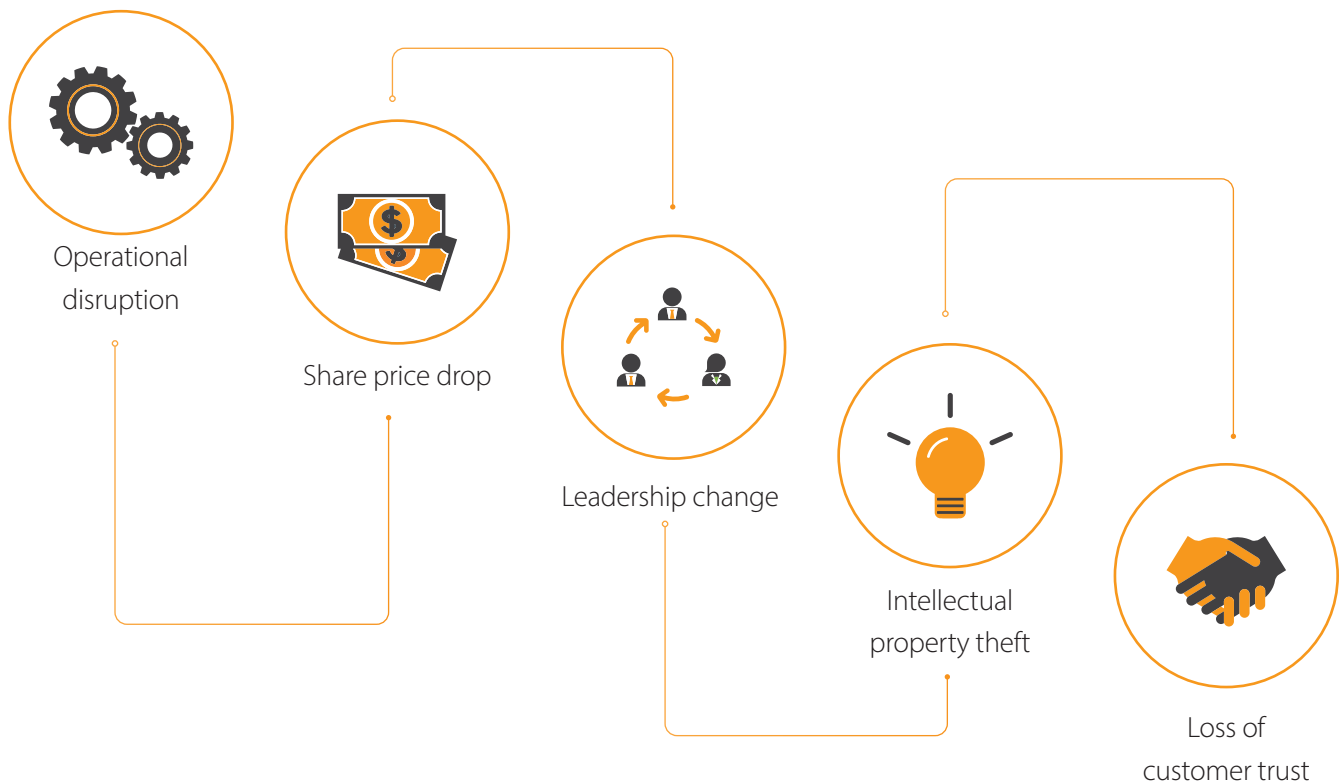 Operational
disruption
Share price drop
Leadership change
Intellectual
property theft
Loss of
customer trust